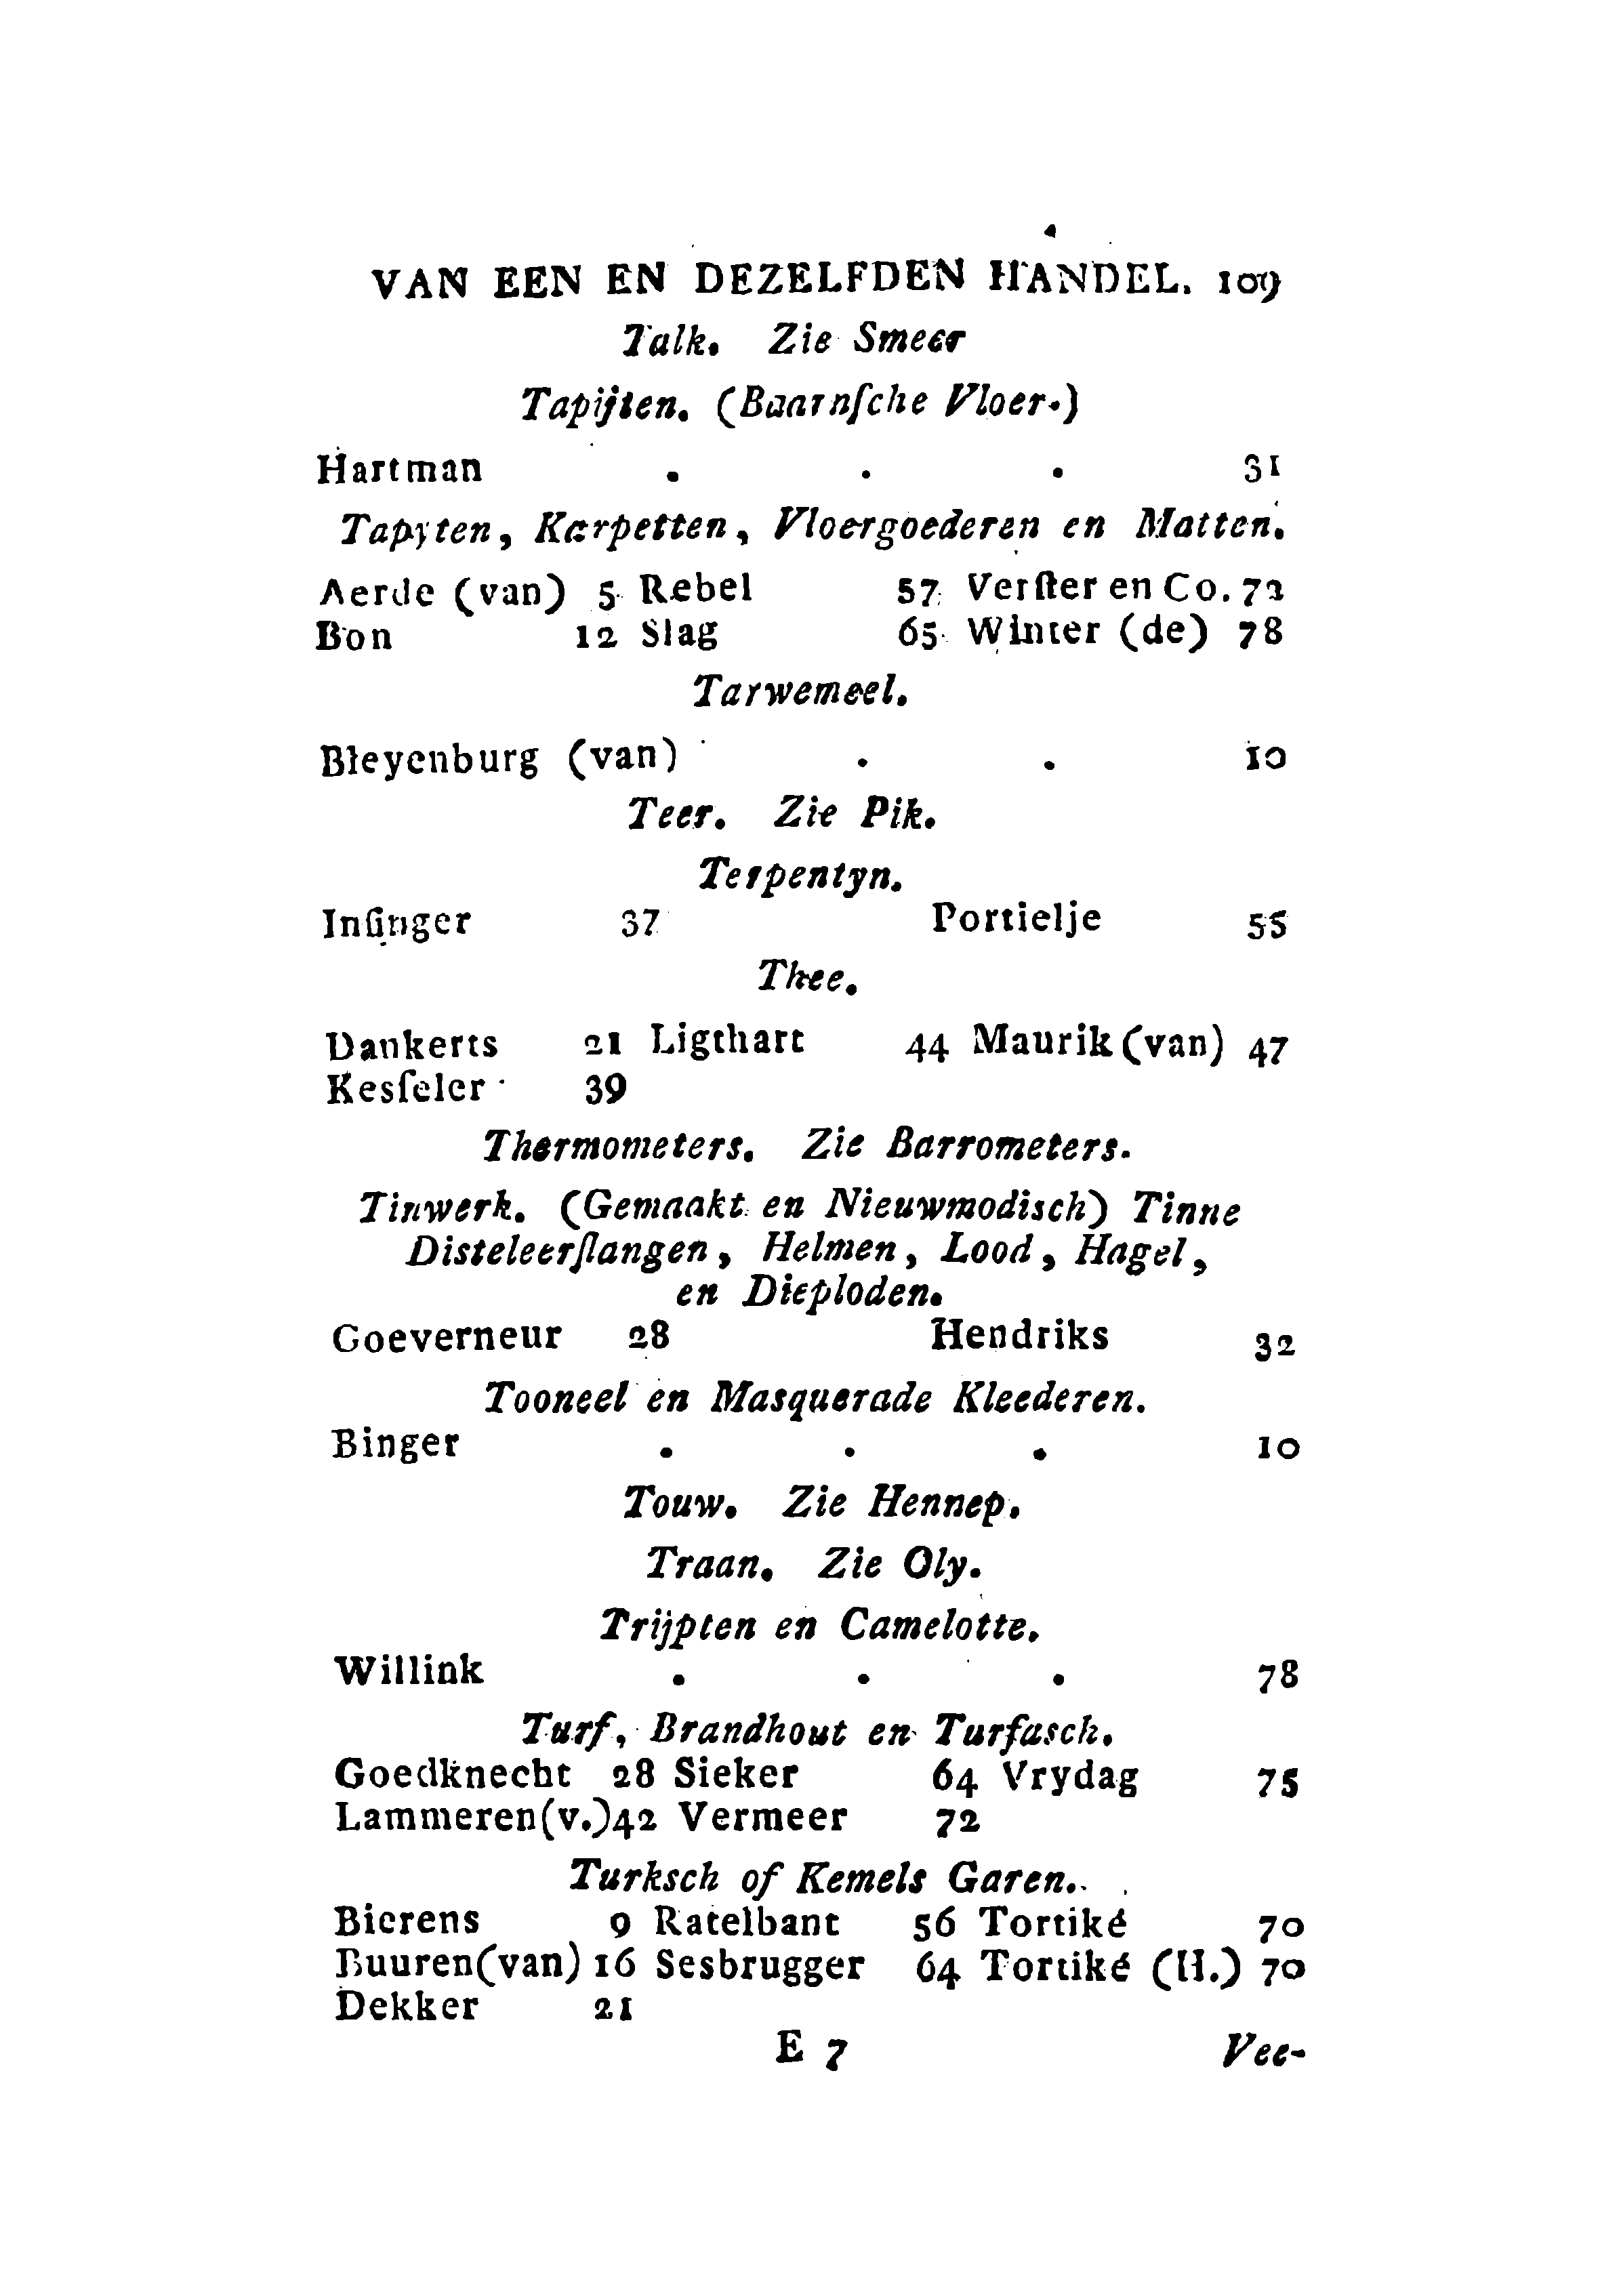 VAN EEN EN DEZELFDEN HANDEL. 109
Talk. Zie Smeer
Tapijten. (Baarnſche Vloer-)
Hartman . . . 31
Tapyten, Karpetten, Vloergoederen en Matten.
Aerde (van) 5 Rebel 57 Verſter en Co. 72
Bon 12 Slag 65 Winter (de) 78
Tarwemeel.
Bleyenburg (van) . . 10
Teer. Zie Pik.
Terpentyn.
Inſinger 37 Portielje 55
Thee.
Dankerts 21 Ligthart 44 Maurik (van) 47
Kesſeler 39
Thermometers. Zie Barrometers.
Tinwerk. (Gemaakt en Nieuwmodisch) Tinne
Disteleerſlangen, Helmen, Lood, Hagel,
en Dieploden.
Goeverneur 28 Hendriks 32
Tooneel en Masquerade Kleederen.
Binger . . . 10
Touw. Zie Hennep.
Traan. Zie Oly.
Trijpten en Camelotte.
Willink . . . 78
Turf, Brandhout en Turfasch.
Goedknecht 28 Sieker 64 Vrydag 75
Lammeren (v.) 42 Vermeer 72
Turksch of Kemels Garen.
Bierens 9 Ratelbant 56 Tortiké 70
Buuren (van) 16 Sesbrugger 64 Tortiké (H.) 70
Dekker 21
E 7 Vee-